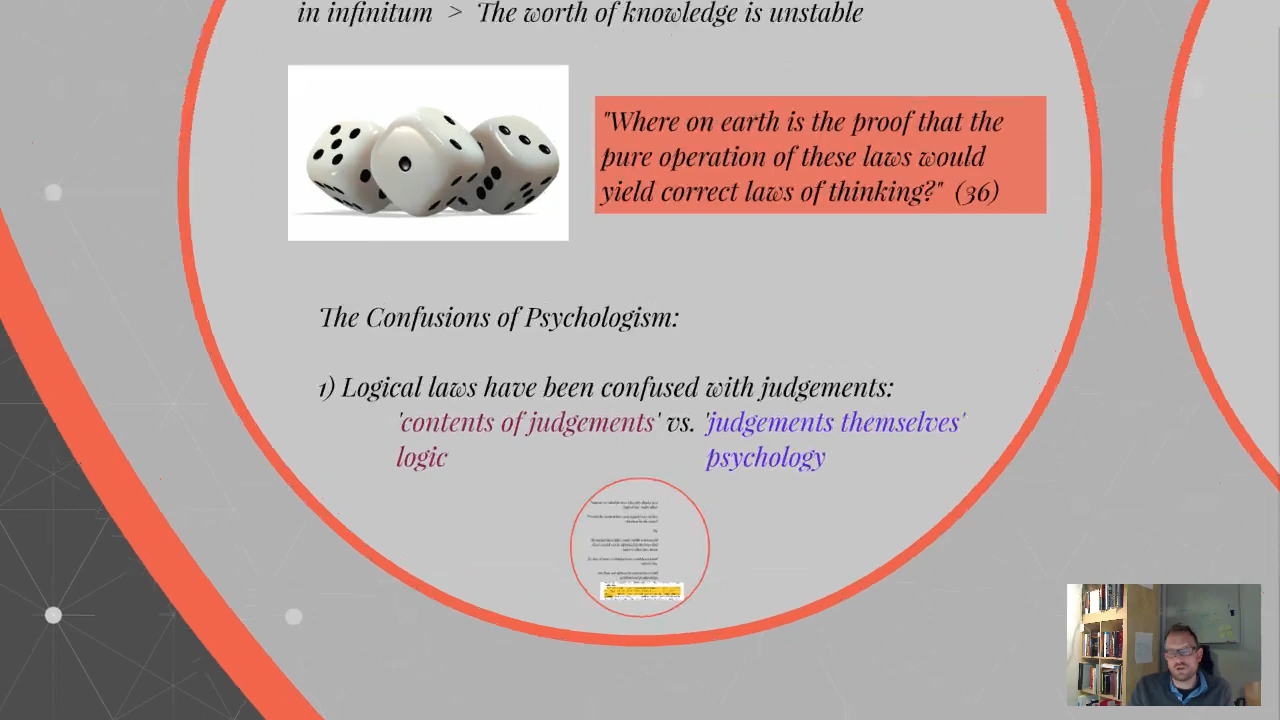 in infinitum > The worth of knowledge is unstable
"Where on earth is the proof that the
pure operation of these laws would
yield correct laws of thinking?" (36)
The Confusions of Psychologism:
1) Logical laws have been confused with judgements:
'contents of judgements' vs. 'judgements themselves'
logic psychology